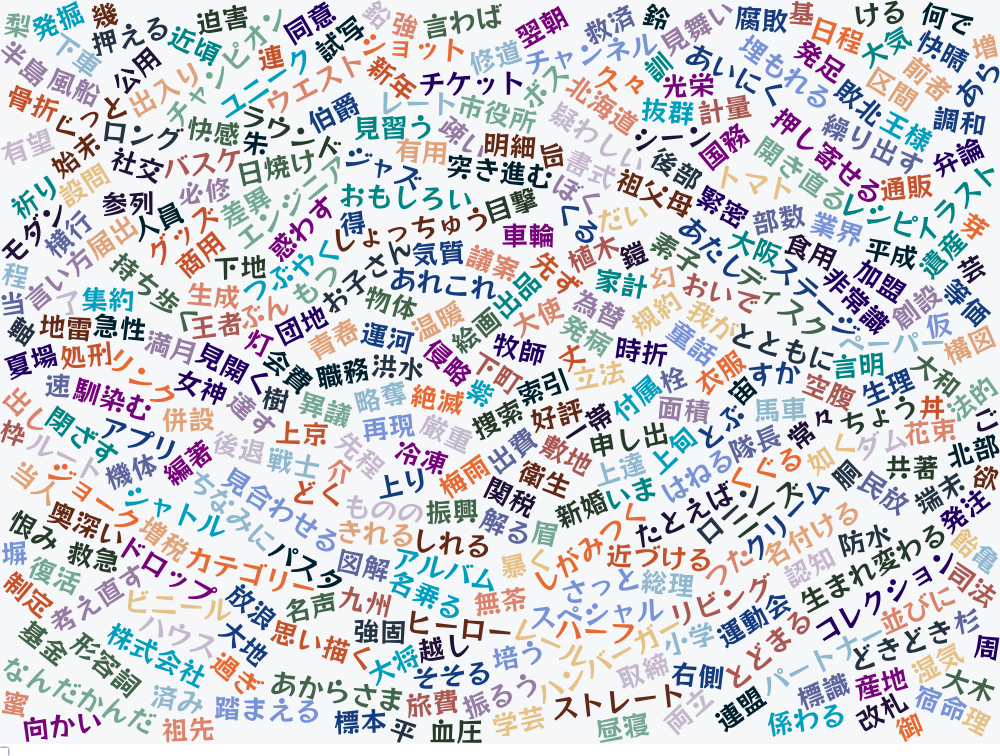 梨
発掘
幾
迫害
チャンピオン
同意
鈴
強
言わば
翌朝
救済
鈴
見舞い
腐敗
基
日程
大気
ける
何で
快晴
増
半島
下車
押える
近頃
連
試写
ショット
修道
チャンネル
訓
あいにく
埋もれる
発足
区間
前者
あら
風船
公用
出入り
ユニーク
ウエスト
新年
チケット
ヤス
久々
北海道
光栄
抜群
計量
敗北
王様
調和
骨折
ぐっと
ロング
快感
朱
ラウンド
伯爵
レート
市役所
見習う
疎い
明細
疑わしい
シーン
国務
押し寄せる
繰り出す
弁論
有望
始末
社交
バスケ
日焼け
エンジニア
ジャズ
有用
突き進む
書式
後部
トマト
開き直る
通販
祈り
設問
参列
必修
差異
おもしろい
目撃
ぼく
祖父母
緊密
部数
業界
レシピ
トラスト
モダン
横行
届出
人員
グッズ
惑わす
得
しょっちゅう
くる
だい
あたし
大阪
食用
平成
遺産
芽
程
言い方
持ち歩く
商用
下地
つぶやく
お子さん
気質
議案
車輪
先ず
植木
鎧
素子
ディスク
ステージ
非常識
加盟
創設
芸
当
ア
集約
生成
ぶん
もつ
物体
あれこれ
出品
家計
幻
おいで
ペーパー
仮
等倉
軸
地雷
急性
王者
灯
団地
青春
運河
温暖
絵画
大使
為替
規約
我が
とともに
言明
構図
夏場
処刑
リンク
満月
見開く
会費
職務
洪水
侵略
下町
牧師
丈
発病
時折
童話
衣服
宙
すか
空腹
生理
大和
法的
速
馴染む
女神
樹
異議
略奪
絶滅
紫
索引
立法
付属
栓
面積
とぶ
馬車
々
ちょう
丼
花束
ご
出し
閉ざす
アプリ
併設
達す
上京
先程
再現
厳重
捜索
好評
一帯
申し出
上回
隊長
常
如く
ダム
共著
北部
枠
ルート
機体
編著
後退
戦士
介
冷凍
梅雨
出費
敷地
上達
はねる
くぐる
胴
民放
端末
欲
当人
ジョーク
シャトル
ちなみに
見合わせる
どく
上り
関税
衛生
新婚
いま
たとえば
ロマンチシズム
発注
恨み
奥深い
増税
ものの
振興
解る
眉
しがみつく
クリーム
名付ける
防水
塀
救急
ドロップ
カテゴリー
パスタ
きれる
しれる
図解
アルバム
暴く
近づける
つた
認知
生まれ変わる
亀
制定
復活
考え直す
ビニール
放浪
名声
九州
名乗る
無茶
さっと
総理
スペシャル
リビング
コレクション
司法
基金
形容詞
株式会社
ハウス
大地
思い描く
強固
ヒーロー
レール
ハーフ
ハンバーガー
小学
運動会
とどまる
パートナー
並びに
杉
周
なんだかんだ
過ぎ
大将
越し
そそる
培う
取締
右側
どきどき
湿気
大木
蜜
向かい
済み
祖先
踏まえる
あからさま
標本
平
旅費
血圧
振るう
学芸
ストレート
昼寝
両立
連盟
係わる
標識
産地
改札
御
宿命
理